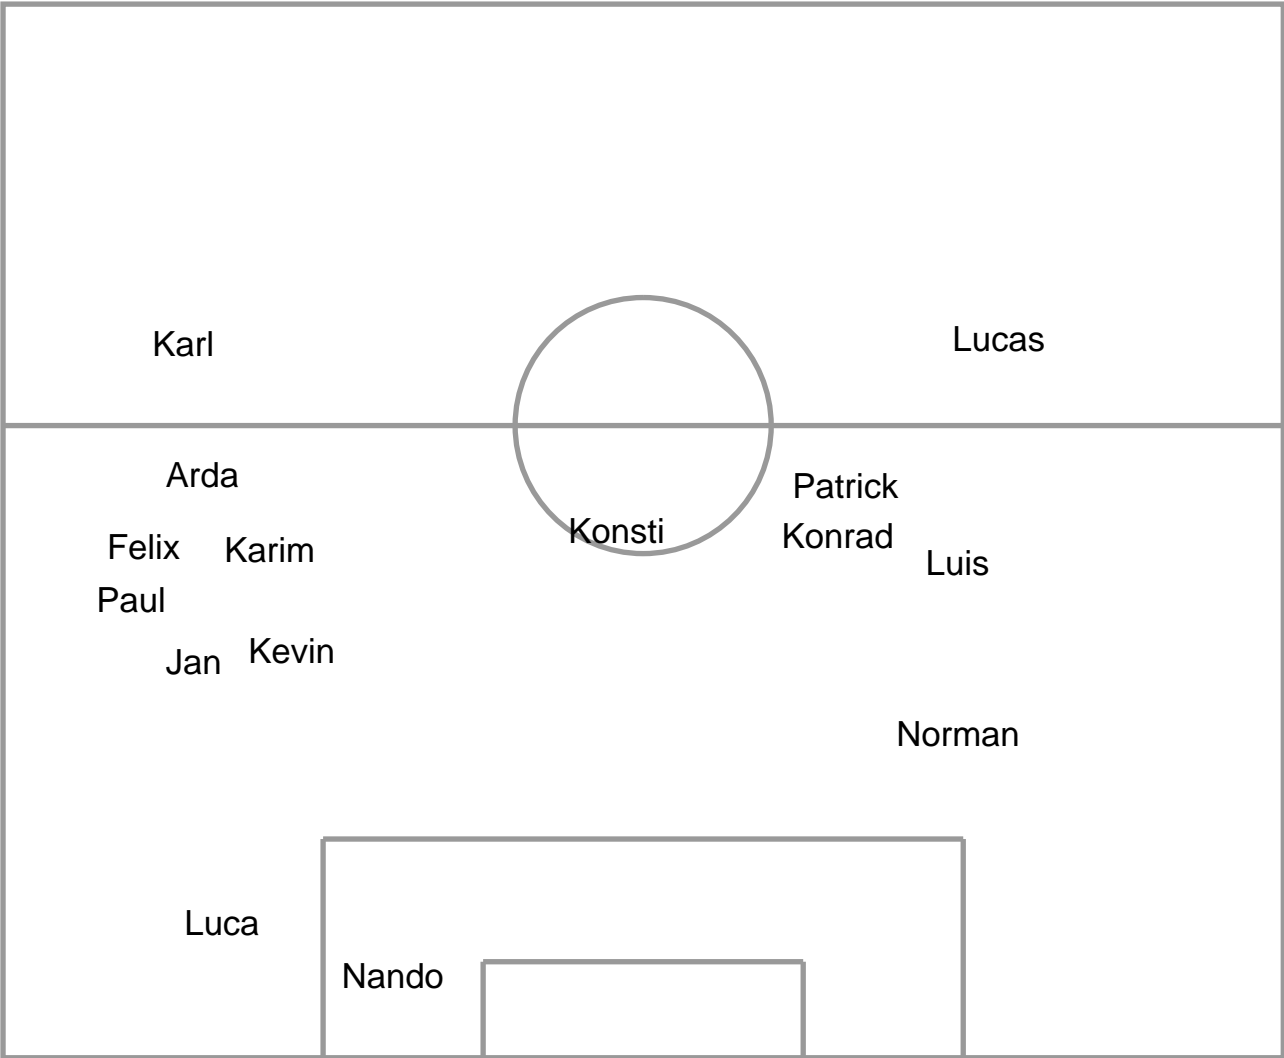 Karl
Lucas
Arda
Patrick
Konsti
Konrad
Felix
Karim
Luis
Paul
Kevin
Jan
Norman
Luca
Nando